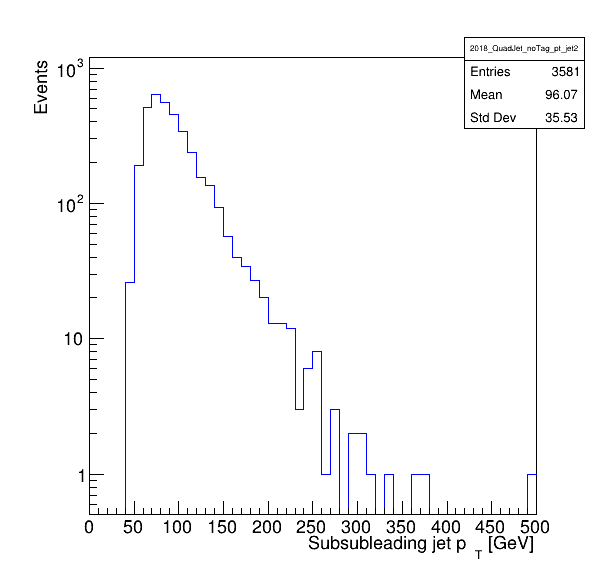 2018_QuadJet_noTag_pt_jet2
Entries 3581
Mean 96.07
Std Dev 35.53
Events
10³
10²
10
1
0 50 100 150 200 250 300 350 400 450 500
Subsubleading jet p_T [GeV]